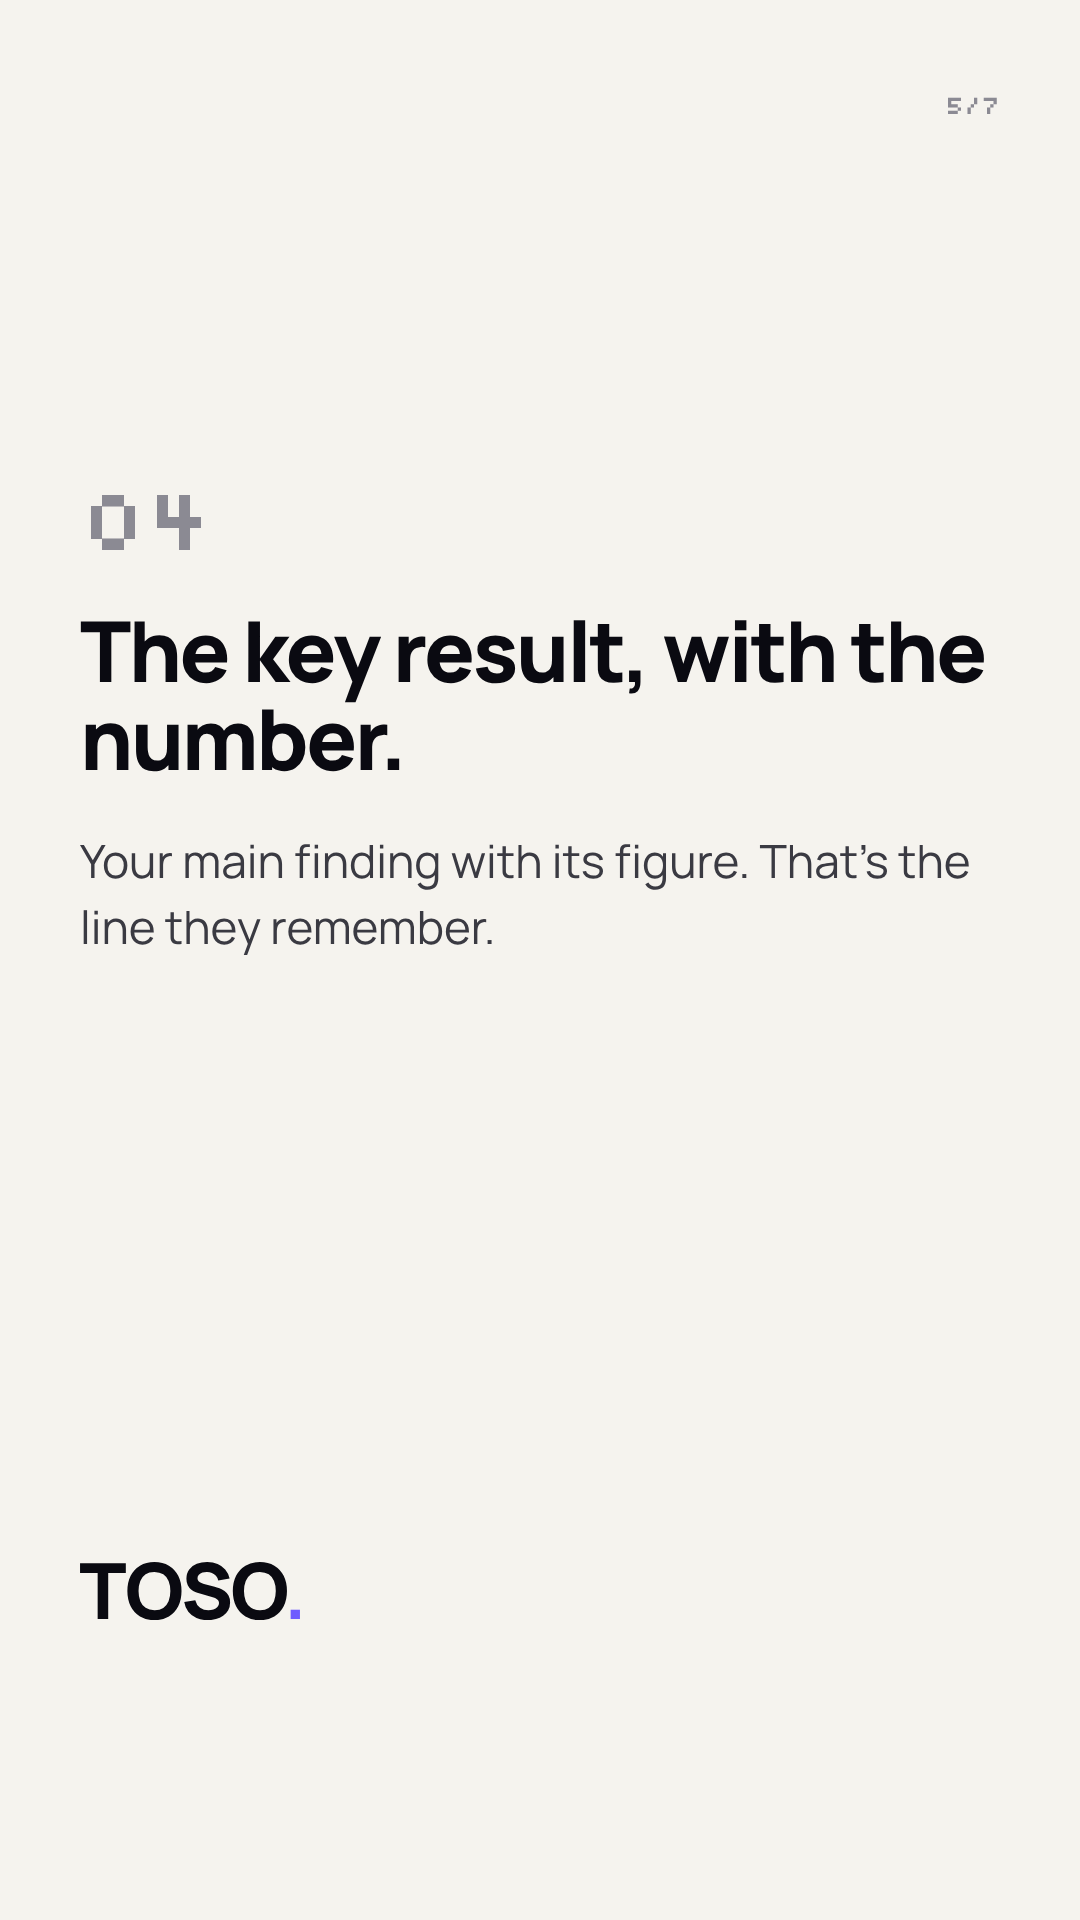 5/7
04
The key result, with the
number.
Your main finding with its figure. That’s the
line they remember.
TOSO.